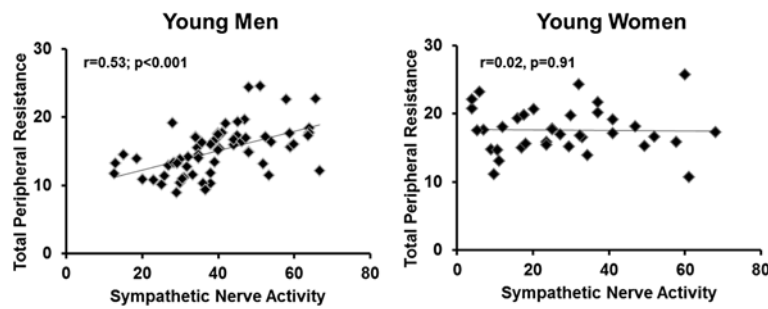 Young Men
r=0.53; p<0.001
Total Peripheral Resistance
30
20
10
0
0 20 40 60 80
Sympathetic Nerve Activity
Young Women
r=0.02, p=0.91
Total Peripheral Resistance
30
20
10
0
0 20 40 60 80
Sympathetic Nerve Activity